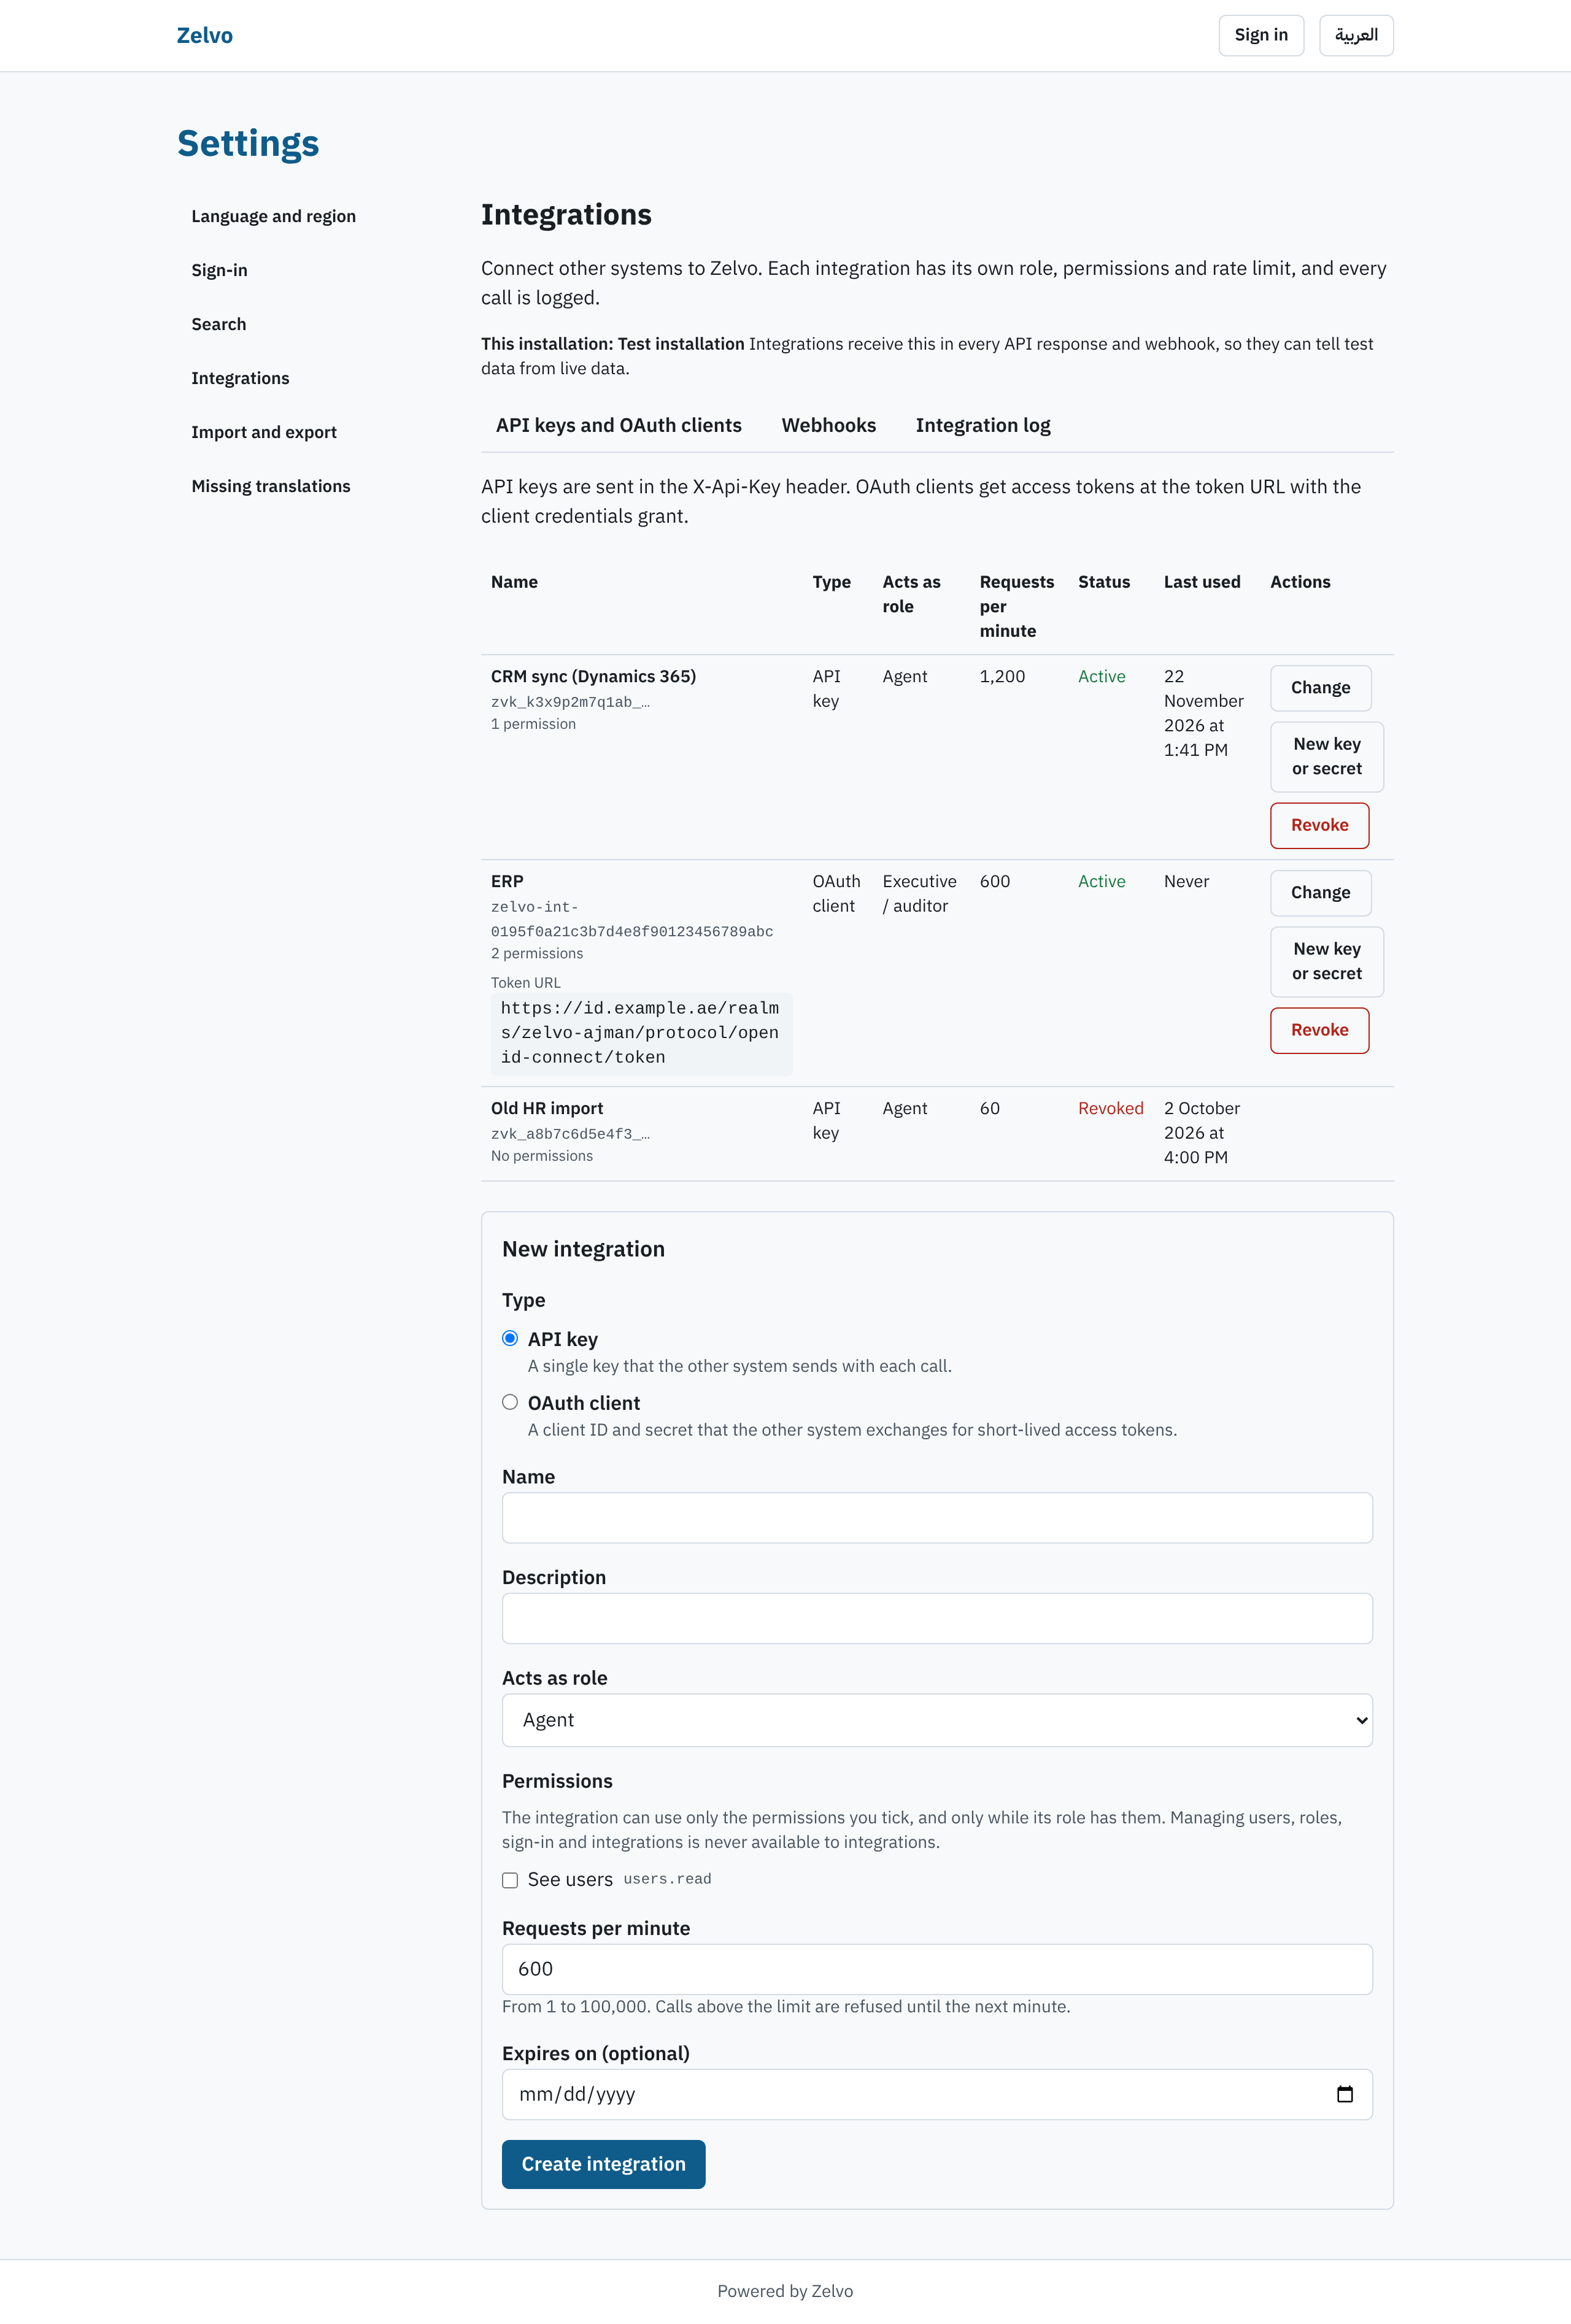 Zelvo
Sign in
العربية
Settings
Language and region
Sign-in
Search
Integrations
Import and export
Missing translations
Integrations
Connect other systems to Zelvo. Each integration has its own role, permissions and rate limit, and every
call is logged.
This installation: Test installation Integrations receive this in every API response and webhook, so they can tell test
data from live data.
API keys and OAuth clients
Webhooks
Integration log
API keys are sent in the X-Api-Key header. OAuth clients get access tokens at the token URL with the
client credentials grant.
Name
Type
Acts as
role
Requests
per
minute
Status
Last used
Actions
CRM sync (Dynamics 365)
zvk_k3x9p2m7q1ab_…
1 permission
API
key
Agent
1,200
Active
22
November
2026 at
1:41 PM
Change
New key
or secret
Revoke
ERP
zelvo-int-
0195f0a21c3b7d4e8f90123456789abc
2 permissions
Token URL
https://id.example.ae/realm
s/zelvo-ajman/protocol/open
id-connect/token
OAuth
client
Executive
/ auditor
600
Active
Never
Change
New key
or secret
Revoke
Old HR import
zvk_a8b7c6d5e4f3_…
No permissions
API
key
Agent
60
Revoked
2 October
2026 at
4:00 PM
New integration
Type
API key
A single key that the other system sends with each call.
OAuth client
A client ID and secret that the other system exchanges for short-lived access tokens.
Name
Description
Acts as role
Agent
Permissions
The integration can use only the permissions you tick, and only while its role has them. Managing users, roles,
sign-in and integrations is never available to integrations.
See users users.read
Requests per minute
600
From 1 to 100,000. Calls above the limit are refused until the next minute.
Expires on (optional)
mm/dd/yyyy
Create integration
Powered by Zelvo